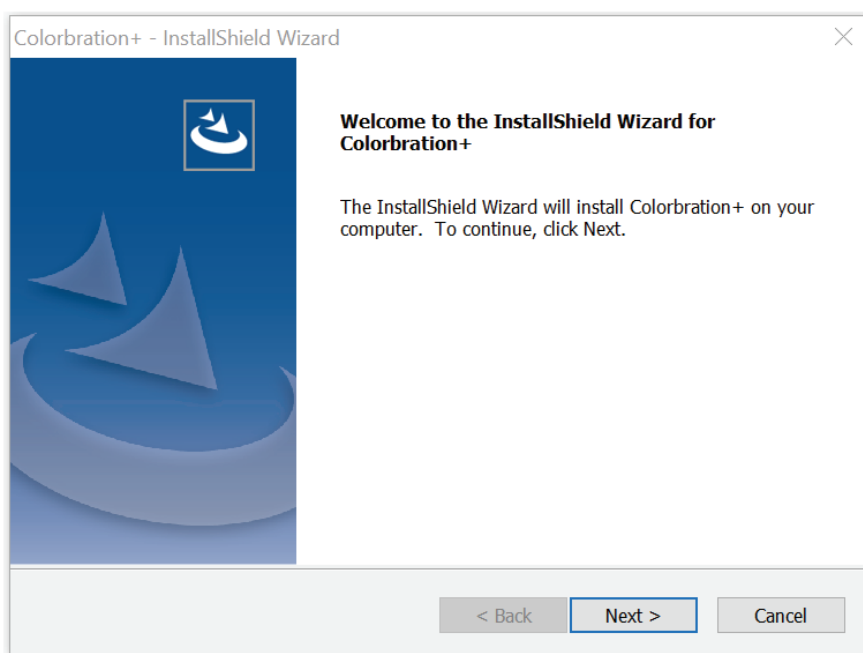 Colorbration+ - InstallShield Wizard
Welcome to the InstallShield Wizard for
Colorbration+
The InstallShield Wizard will install Colorbration+ on your
computer.  To continue, click Next.
< Back
Next >
Cancel